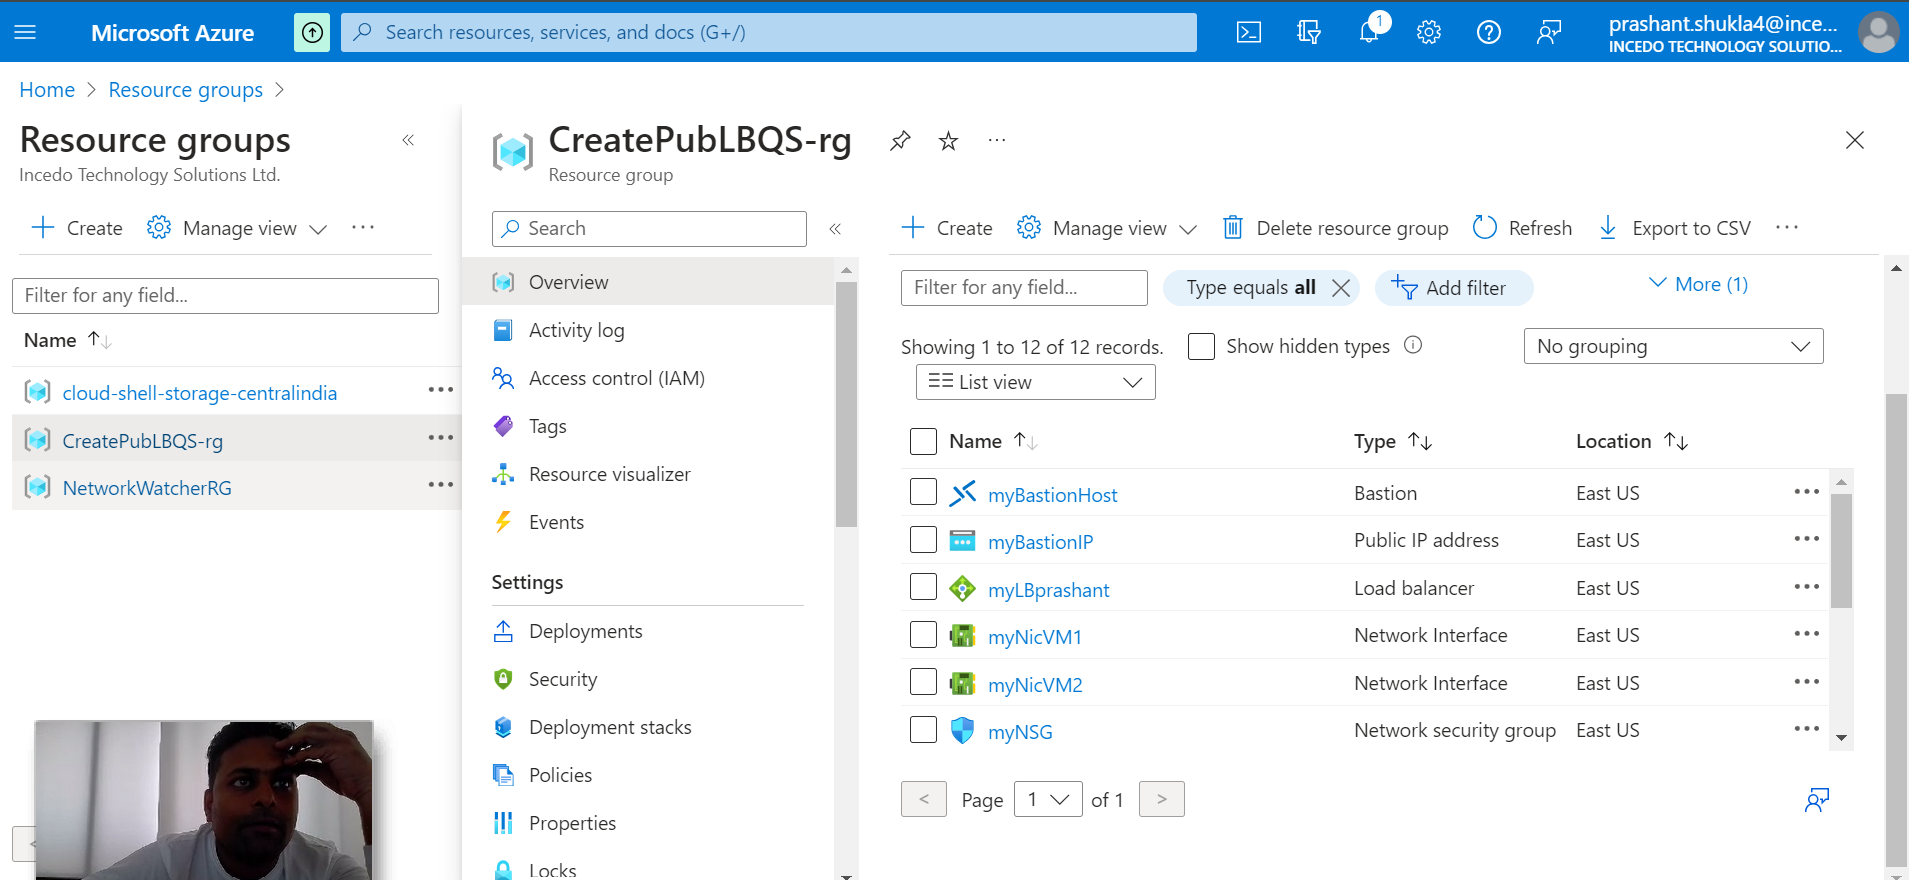 Microsoft Azure
Search resources, services, and docs (G+/)
1
prashant.shukla4@ince...
INCEDO TECHNOLOGY SOLUTIO...
Home > Resource groups >
Resource groups
Incedo Technology Solutions Ltd.
«
Create
Manage view
...
Filter for any field...
Name
cloud-shell-storage-centralindia
CreatePubLBQS-rg
NetworkWatcherRG
<
CreatePubLBQS-rg
Resource group
...
Search
«
Overview
Activity log
Access control (IAM)
Tags
Resource visualizer
Events
Settings
Deployments
Security
Deployment stacks
Policies
Properties
Locks
Create
Manage view
Delete resource group
Refresh
Export to CSV
...
Filter for any field...
Type equals all
Add filter
More (1)
Showing 1 to 12 of 12 records.
Show hidden types
No grouping
List view
Name Type Location
myBastionHost Bastion East US
myBastionIP Public IP address East US
myLBprashant Load balancer East US
myNicVM1 Network Interface East US
myNicVM2 Network Interface East US
myNSG Network security group East US
< Page 1 of 1 >